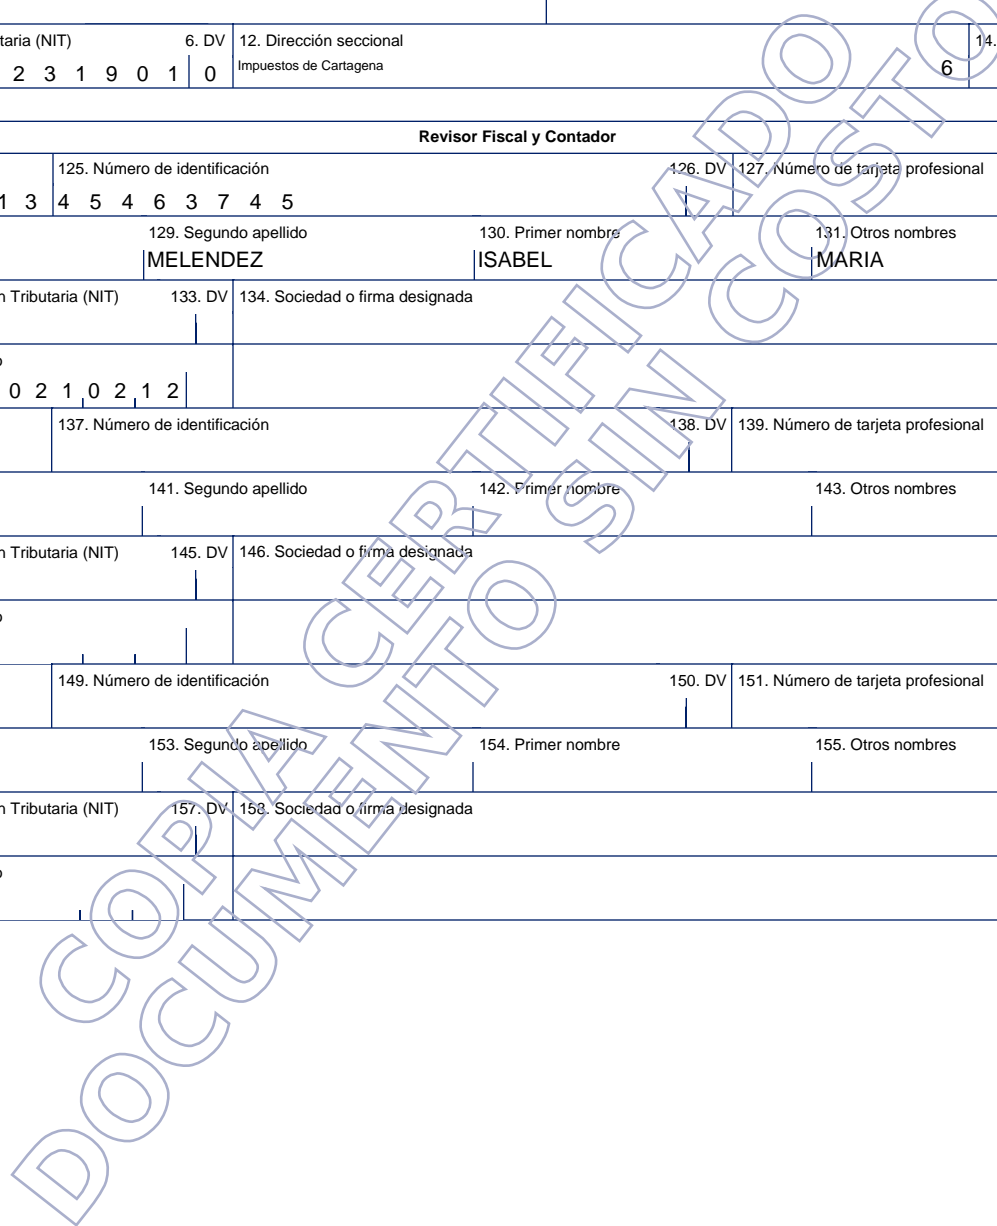 taria (NIT) 6. DV 12. Dirección seccional 14.
2 3 1 9 0 1 0 Impuestos de Cartagena 6
Revisor Fiscal y Contador
125. Número de identificación 126. DV 127. Número de tarjeta profesional
1 3 4 5 4 6 3 7 4 5
129. Segundo apellido 130. Primer nombre 131. Otros nombres
MELENDEZ ISABEL MARIA
n Tributaria (NIT) 133. DV 134. Sociedad o firma designada
o
0 2 1 0 2 1 2
137. Número de identificación 138. DV 139. Número de tarjeta profesional
141. Segundo apellido 142. Primer nombre 143. Otros nombres
n Tributaria (NIT) 145. DV 146. Sociedad o firma designada
o
149. Número de identificación 150. DV 151. Número de tarjeta profesional
153. Segundo apellido 154. Primer nombre 155. Otros nombres
n Tributaria (NIT) 157. DV 158. Sociedad o firma designada
o
COPIA CERTIFICADO
DOCUMENTO SIN COSTO